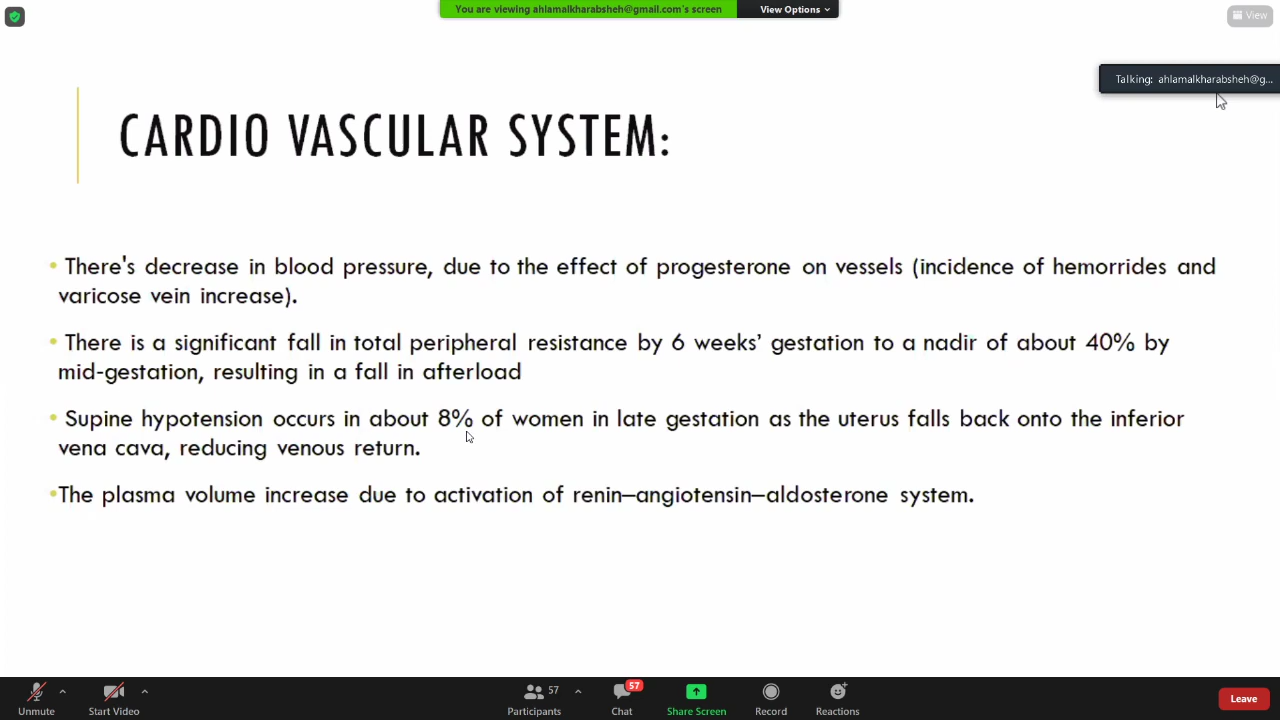 You are viewing ahlamalkharabsheh@gmail.com's screen
View Options
View
Talking: ahlamalkharabsheh@g...
CARDIO VASCULAR SYSTEM:
• There's decrease in blood pressure, due to the effect of progesterone on vessels (incidence of hemorrides and
varicose vein increase).
• There is a significant fall in total peripheral resistance by 6 weeks' gestation to a nadir of about 40% by
mid-gestation, resulting in a fall in afterload
• Supine hypotension occurs in about 8% of women in late gestation as the uterus falls back onto the inferior
vena cava, reducing venous return.
•The plasma volume increase due to activation of renin–angiotensin–aldosterone system.
57
57
Unmute
Start Video
Participants
Chat
Share Screen
Record
Reactions
Leave